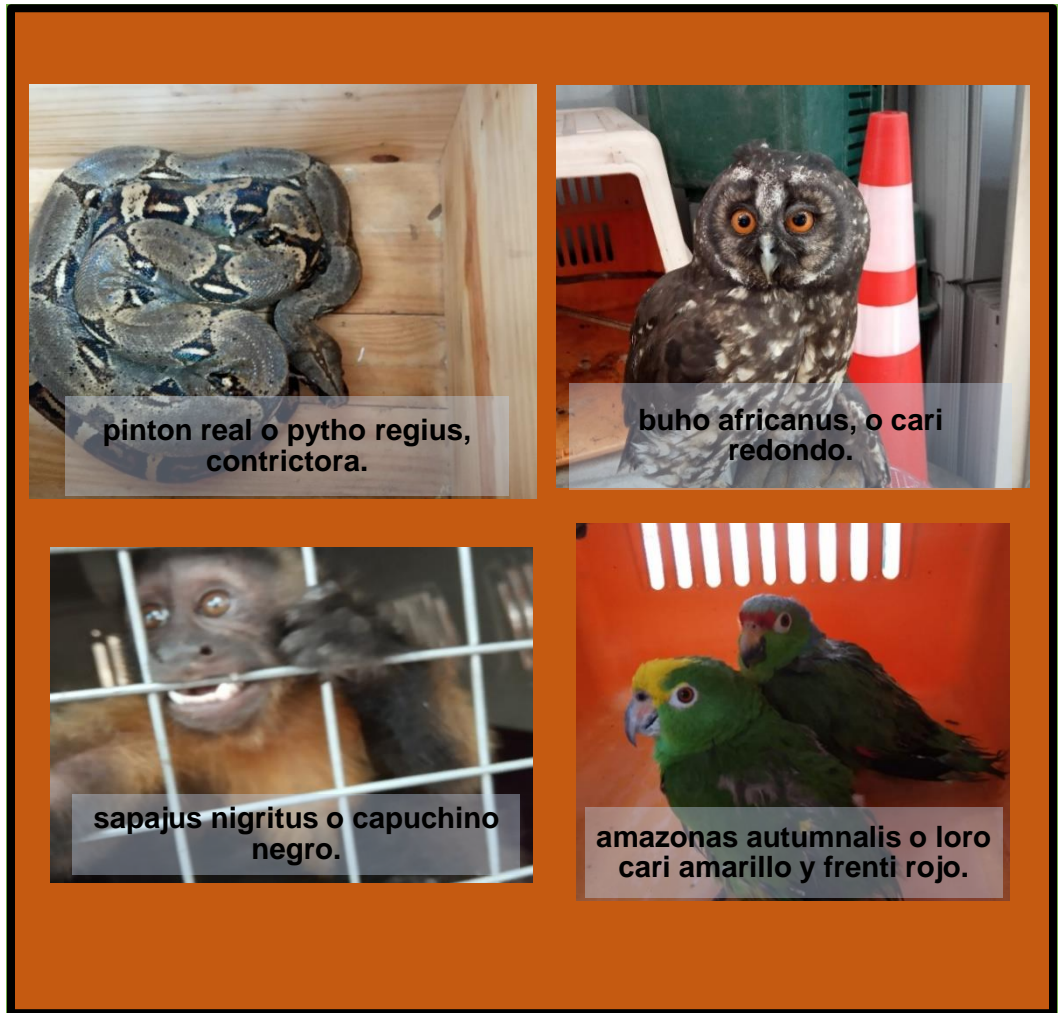 pinton real o pytho regius,
contrictora.
buho africanus, o cari
redondo.
sapajus nigritus o capuchino
negro.
amazonas autumnalis o loro
cari amarillo y frenti rojo.